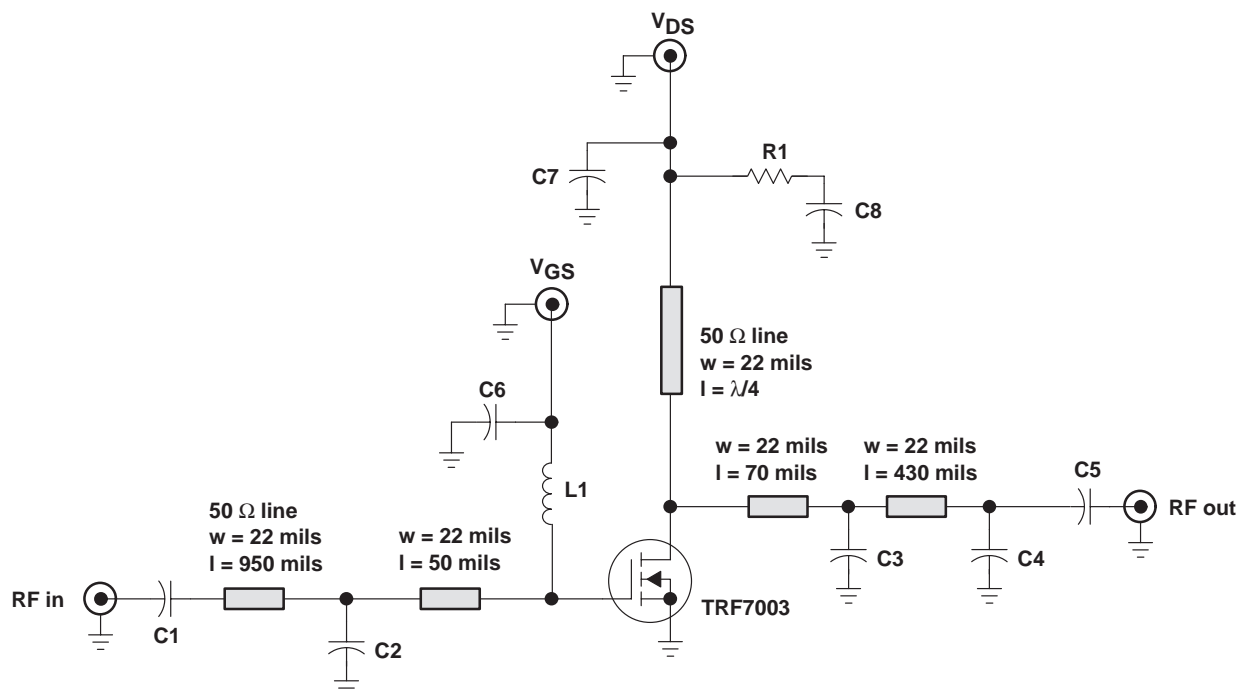 VDS
R1
C7
C8
VGS
50 Ω line
w = 22 mils
l = λ/4
C6
w = 22 mils
l = 70 mils
w = 22 mils
l = 430 mils
C5
L1
RF out
50 Ω line
w = 22 mils
l = 950 mils
w = 22 mils
l = 50 mils
C3
C4
RF in
TRF7003
C1
C2